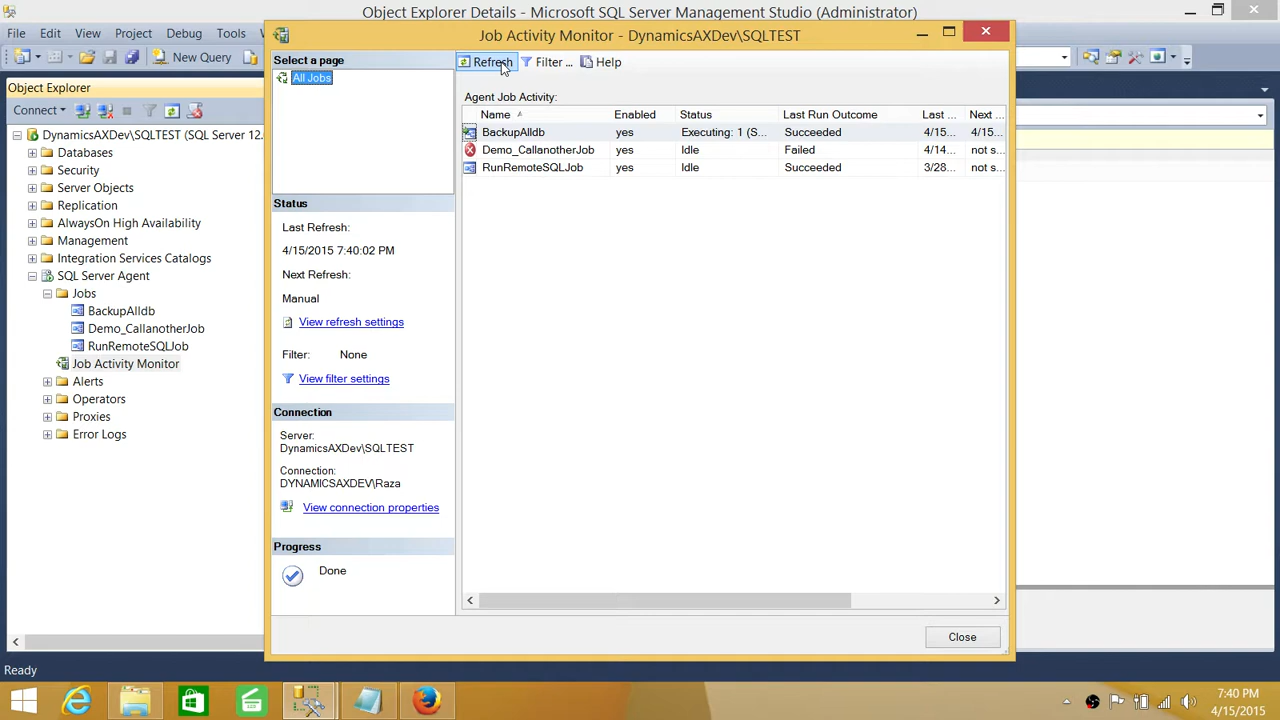 Object Explorer Details - Microsoft SQL Server Management Studio (Administrator)
File Edit View Project Debug Tools
New Query
Object Explorer
Connect
DynamicsAXDev\SQLTEST (SQL Server 12.
Databases
Security
Server Objects
Replication
AlwaysOn High Availability
Management
Integration Services Catalogs
SQL Server Agent
Jobs
BackupAlldb
Demo_CallanotherJob
RunRemoteSQLJob
Job Activity Monitor
Alerts
Operators
Proxies
Error Logs
Ready
Job Activity Monitor - DynamicsAXDev\SQLTEST
Select a page
All Jobs
Status
Last Refresh:
4/15/2015 7:40:02 PM
Next Refresh:
Manual
View refresh settings
Filter: None
View filter settings
Connection
Server:
DynamicsAXDev\SQLTEST
Connection:
DYNAMICSAXDEV\Raza
View connection properties
Progress
Done
Refresh Filter ... Help
Agent Job Activity:
Name Enabled Status Last Run Outcome Last ... Next
BackupAlldb yes Executing: 1 (S... Succeeded 4/15... 4/15...
Demo_CallanotherJob yes Idle Failed 4/14... not s...
RunRemoteSQLJob yes Idle Succeeded 3/28... not s...
Close
7:40 PM
4/15/2015